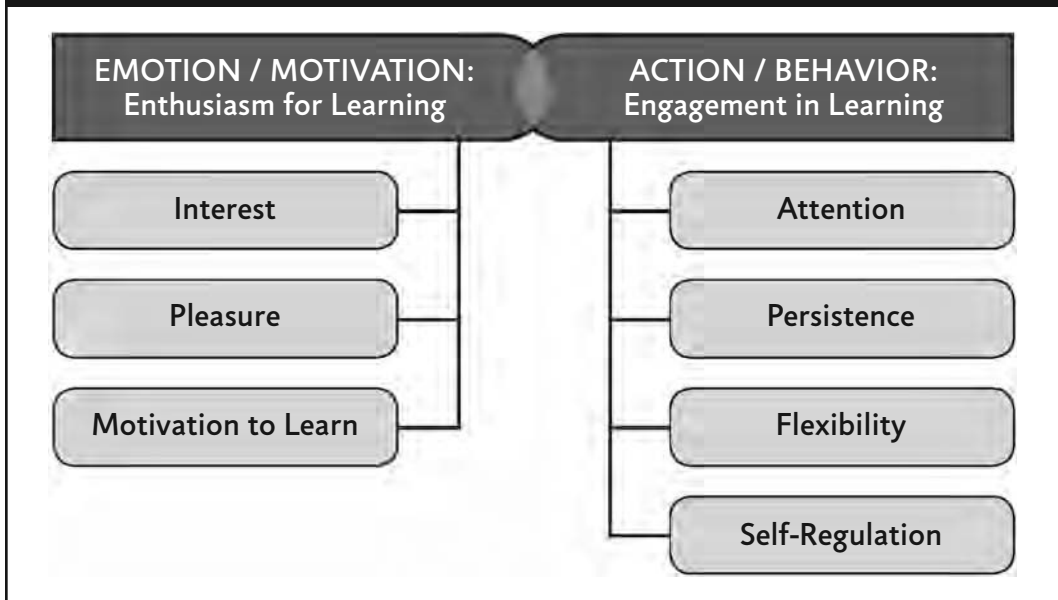 EMOTION / MOTIVATION:
Enthusiasm for Learning
Interest
Pleasure
Motivation to Learn
ACTION / BEHAVIOR:
Engagement in Learning
Attention
Persistence
Flexibility
Self-Regulation